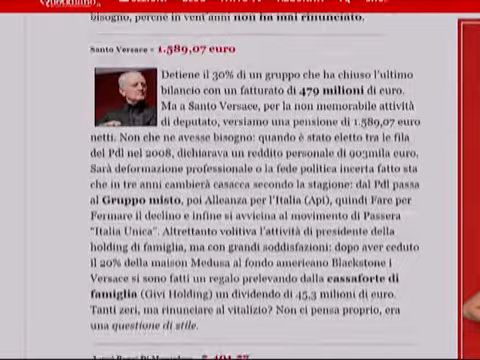 bisogno, perché in vent'anni non ha mai rinunciato.
Santo Versace - 1.589,07 euro
Detiene il 30% di un gruppo che ha chiuso l'ultimo
bilancio con un fatturato di 479 milioni di euro.
Ma a Santo Versace, per la non memorabile attività
di deputato, versiamo una pensione di 1.589,07 euro
netti. Non che ne avesse bisogno: quando è stato eletto tra le fila
del Pdl nel 2008, dichiarava un reddito personale di 903mila euro.
Sarà deformazione professionale o la fede politica incerta fatto sta
che in tre anni cambierà casacca secondo la stagione: dal Pdl passa
al Gruppo misto, poi Alleanza per l'Italia (Api), quindi Fare per
Fermare il declino e infine si avvicina al movimento di Passera
"Italia Unica". Altrettanto volitiva l'attività di presidente della
holding di famiglia, ma con grandi soddisfazioni: dopo aver ceduto
il 20% della maison Medusa al fondo americano Blackstone i
Versace si sono fatti un regalo prelevando dalla cassaforte di
famiglia (Givi Holding) un dividendo di 45,3 milioni di euro.
Tanti zeri, ma rinunciare al vitalizio? Non ci pensa proprio, era
una questione di stile.